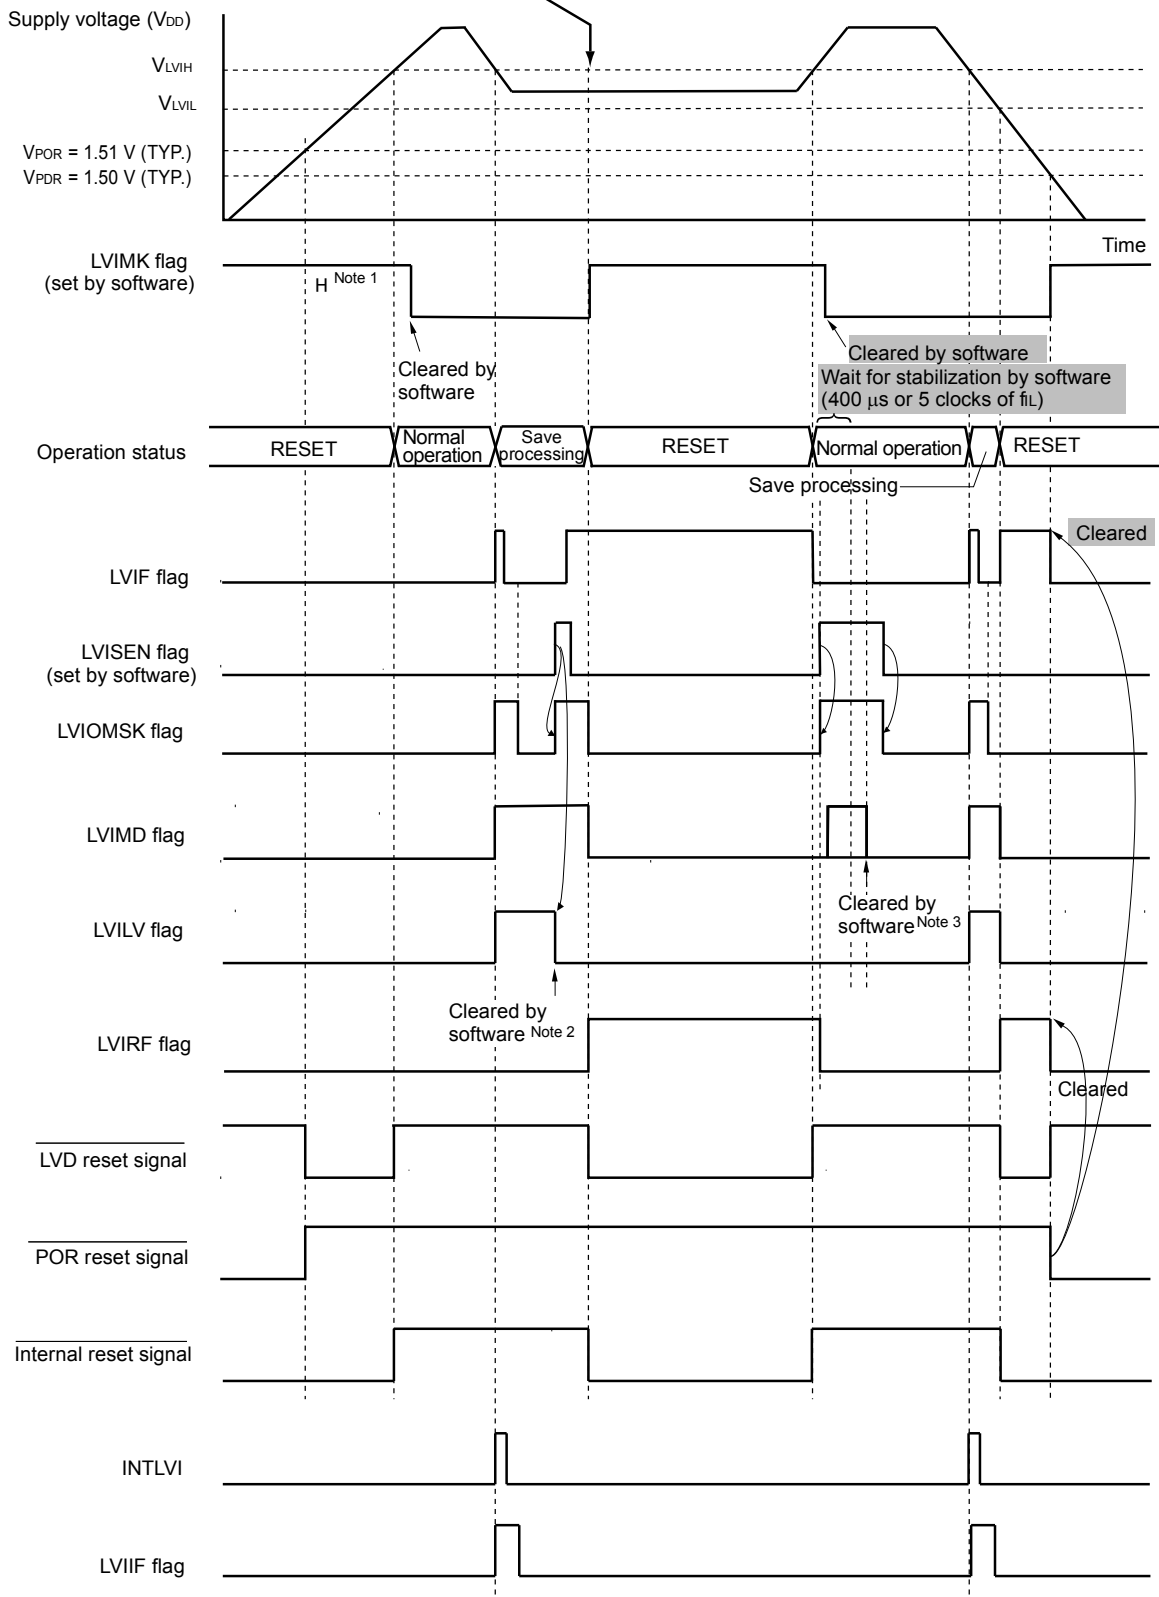 Supply voltage (VDD)
VLVIH
VLVIL
VPOR = 1.51 V (TYP.)
VPDR = 1.50 V (TYP.)
Time
LVIMK flag
(set by software)
H Note 1
Cleared by
software
Cleared by software
Wait for stabilization by software
(400 μs or 5 clocks of fIL)
Operation status
RESET
Normal
operation
Save
processing
RESET
Normal operation
RESET
Save processing
LVIF flag
Cleared
LVISEN flag
(set by software)
LVIOMSK flag
LVIMD flag
Cleared by
software Note 3
LVILV flag
Cleared by
software Note 2
LVIRF flag
Cleared
LVD reset signal
POR reset signal
Internal reset signal
INTLVI
LVIIF flag